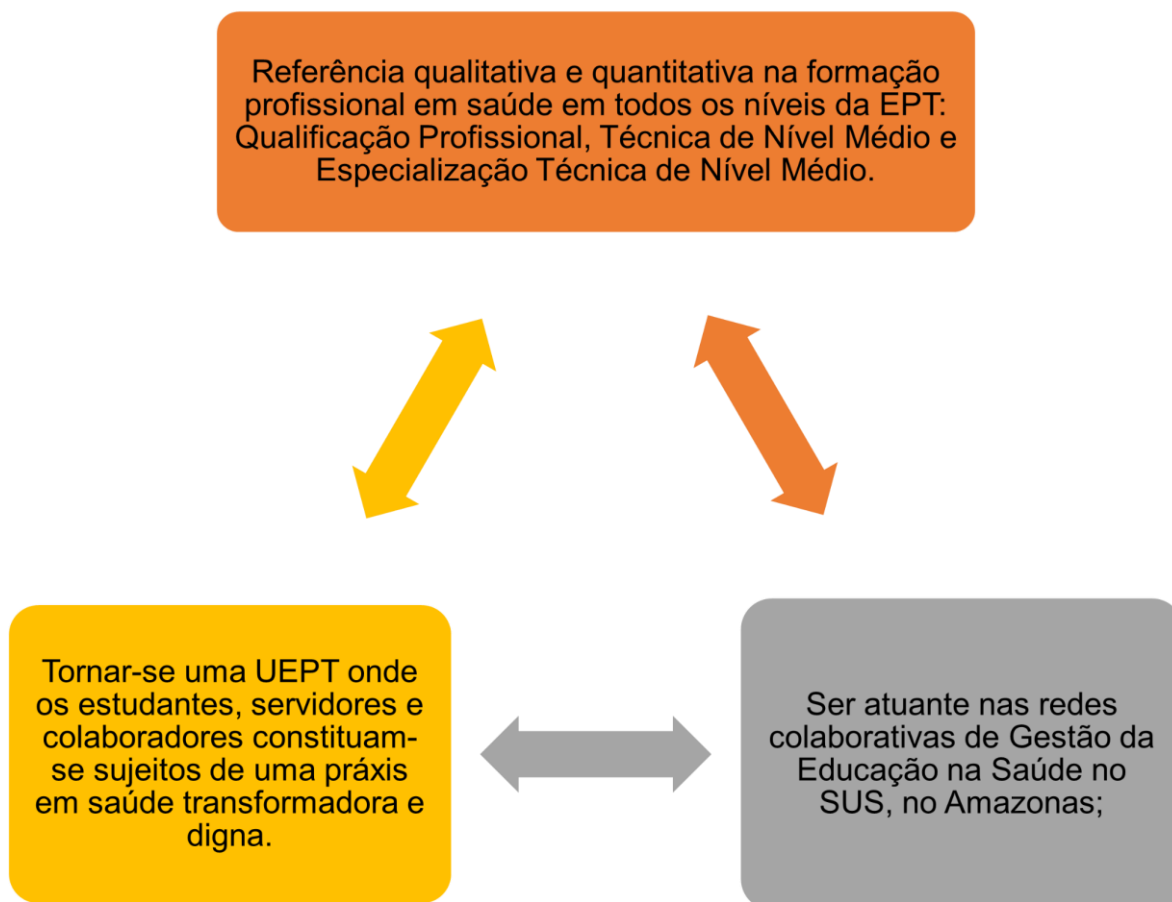 Referência qualitativa e quantitativa na formação
profissional em saúde em todos os níveis da EPT:
Qualificação Profissional, Técnica de Nível Médio e
Especialização Técnica de Nível Médio.
Tornar-se uma UEPT onde
os estudantes, servidores e
colaboradores constituam-
se sujeitos de uma práxis
em saúde transformadora e
digna.
Ser atuante nas redes
colaborativas de Gestão da
Educação na Saúde no
SUS, no Amazonas;